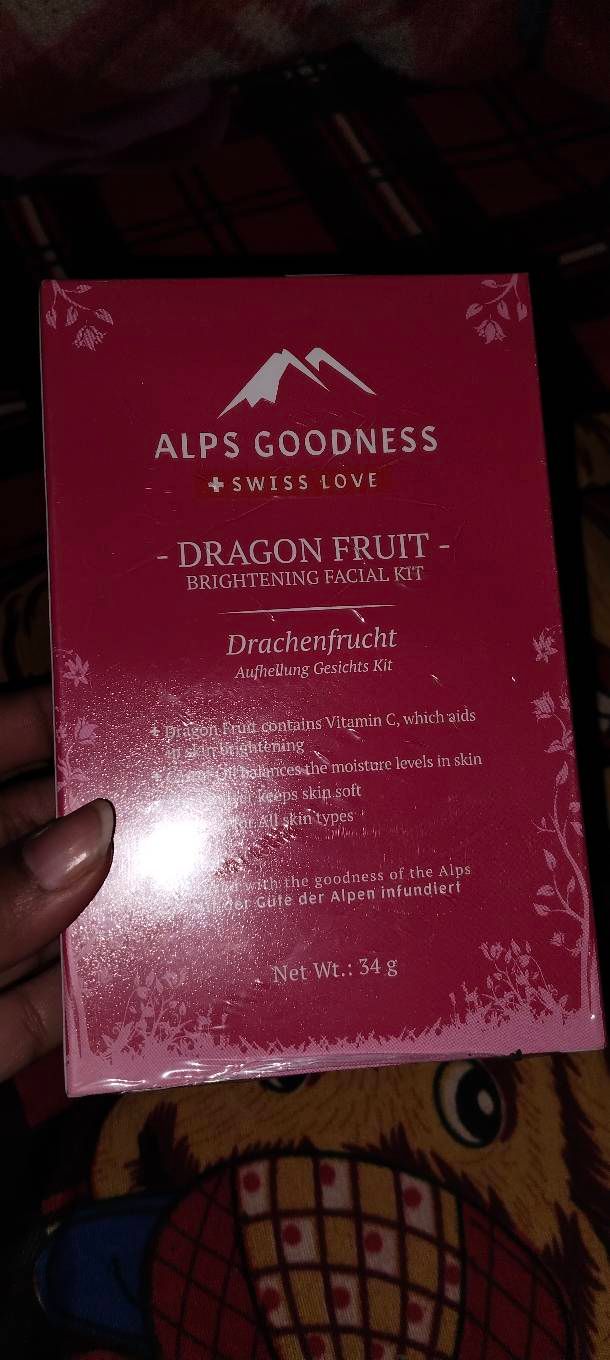 ALPS GOODNESS
SWISS LOVE
- DRAGON FRUIT -
BRIGHTENING FACIAL KIT
Drachenfrucht
Aufhellung Gesichts Kit
Dragon Fruit contains Vitamin C, which aids
in skin brightening
balances the moisture levels in skin
keeps skin soft
for All skin types
with the goodness of the Alps
der Güte der Alpen infundiert
Net Wt.: 34 g